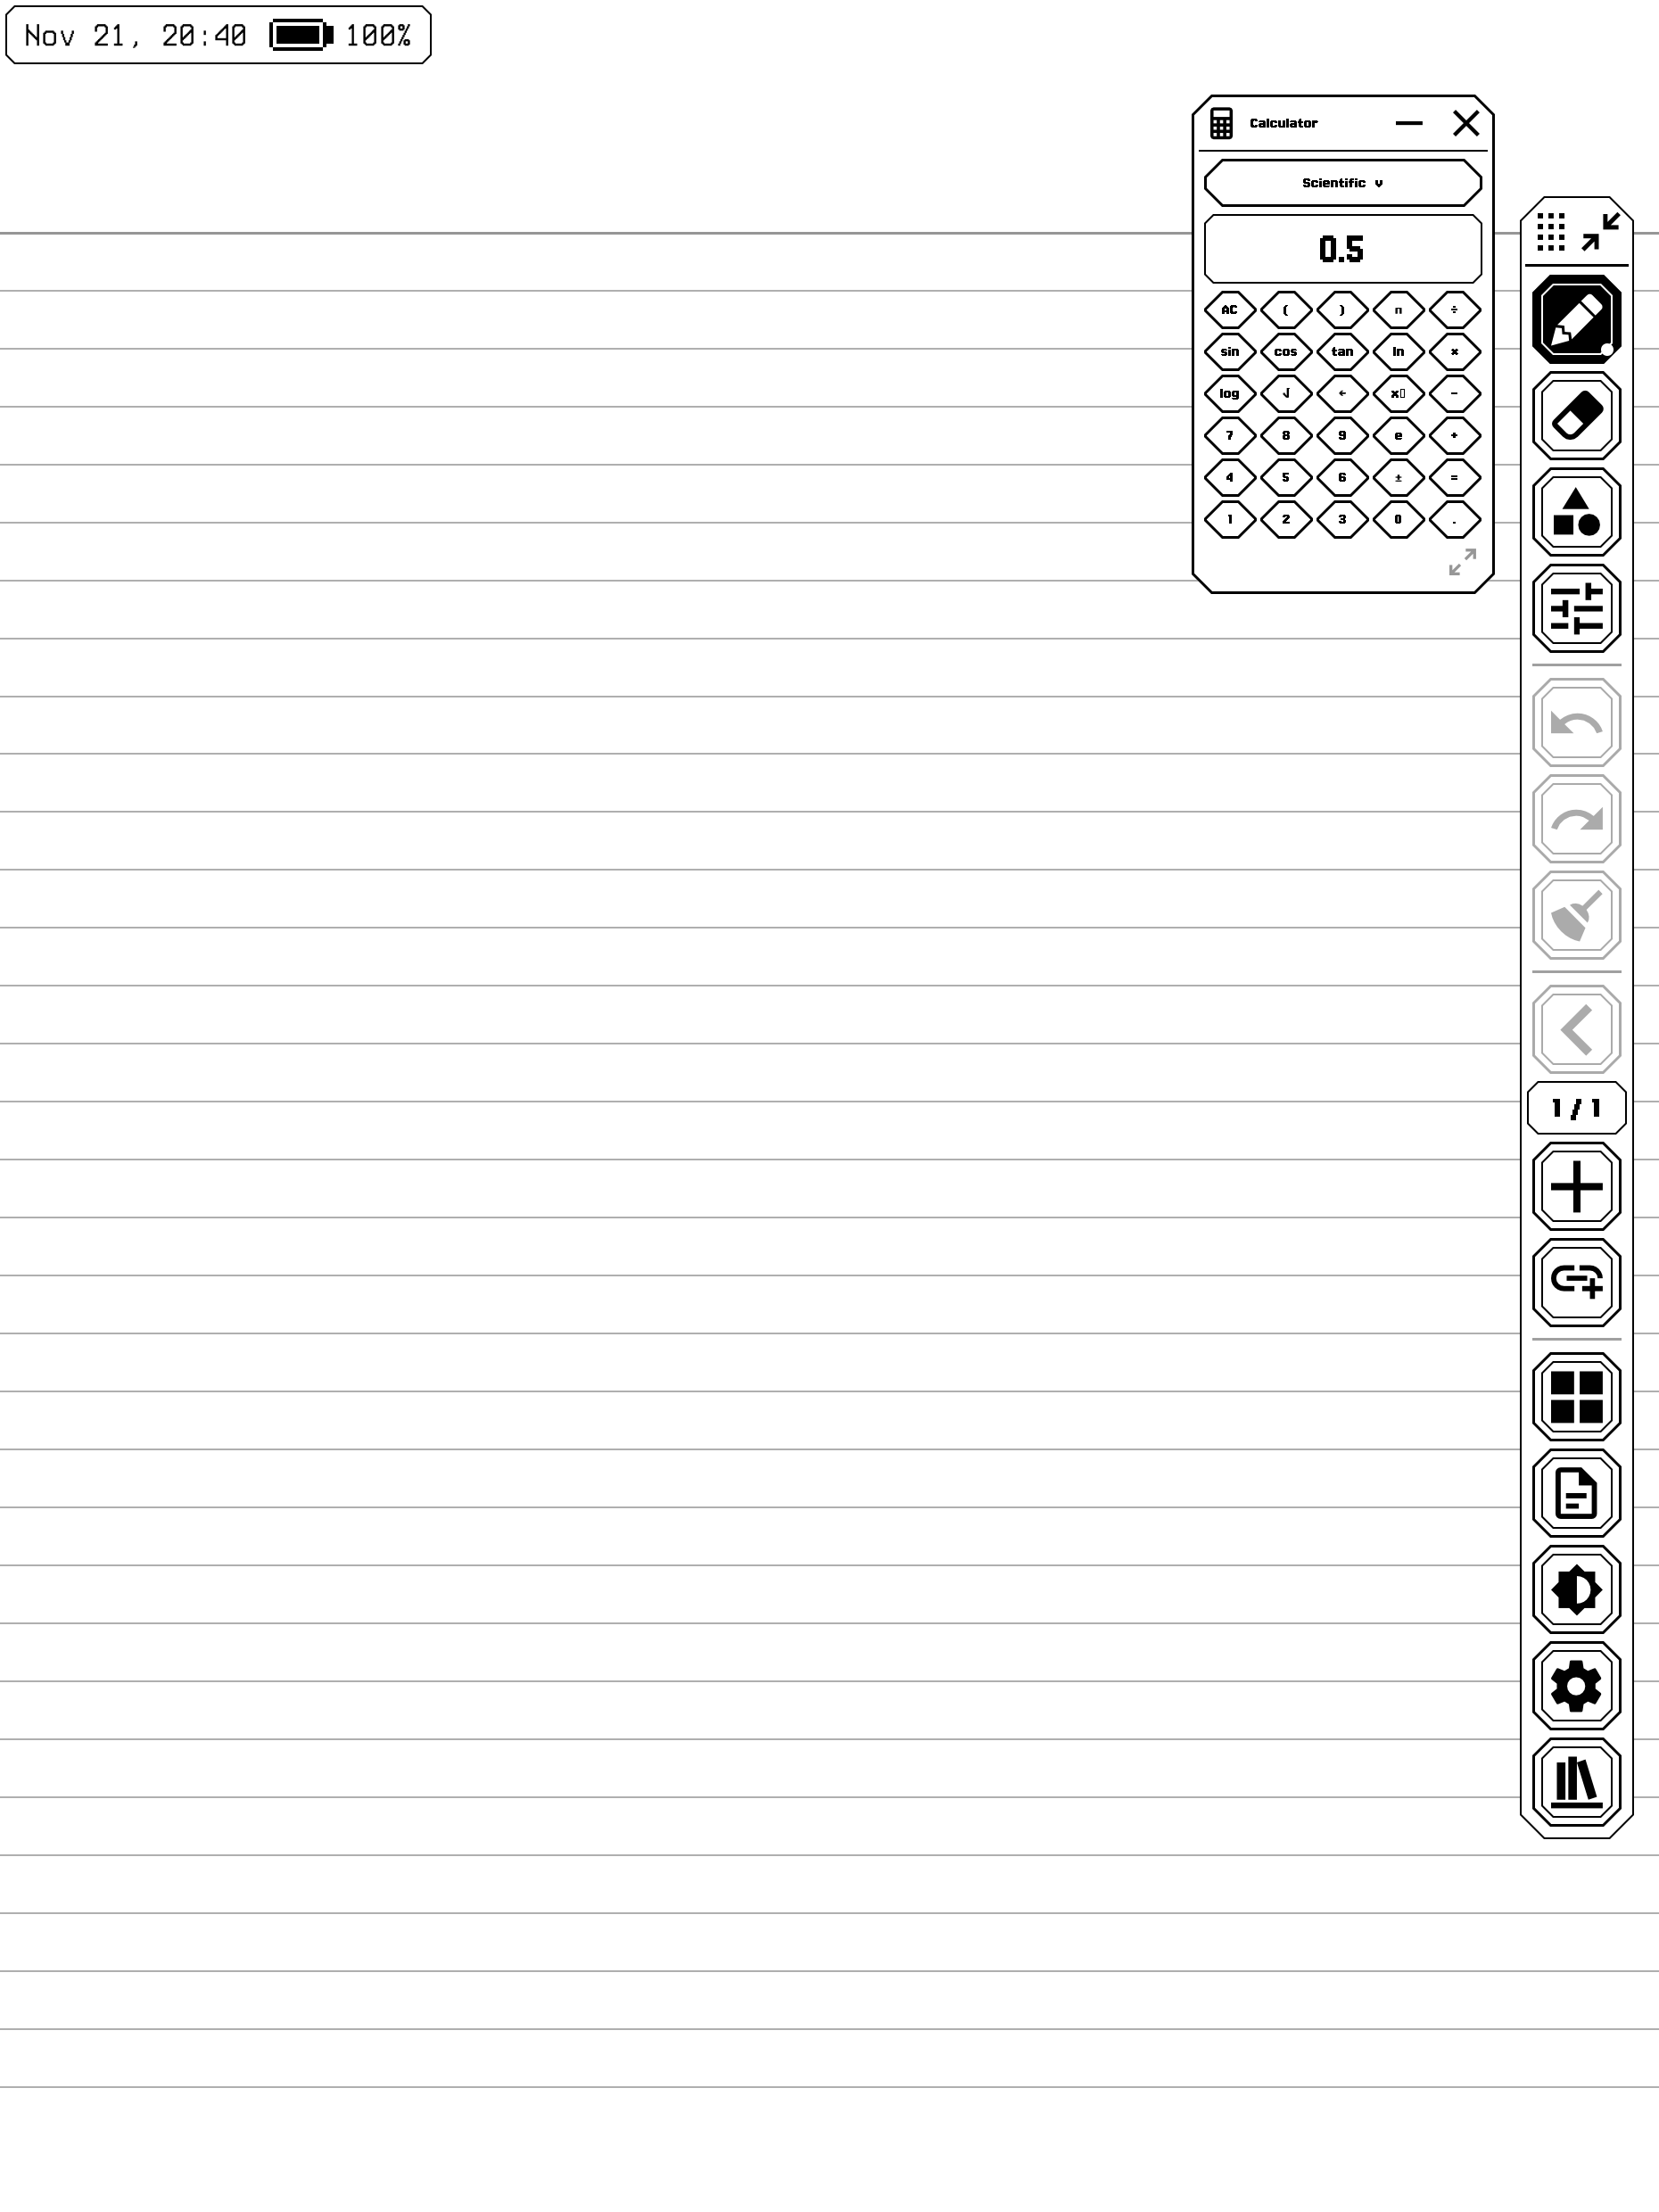 Nov 21, 20:40 100%
Calculator
Scientific v
0.5
AC ( ) π ÷
sin cos tan ln ×
log √ ← x▯ −
7 8 9 e +
4 5 6 ± =
1 2 3 0 .
1/1